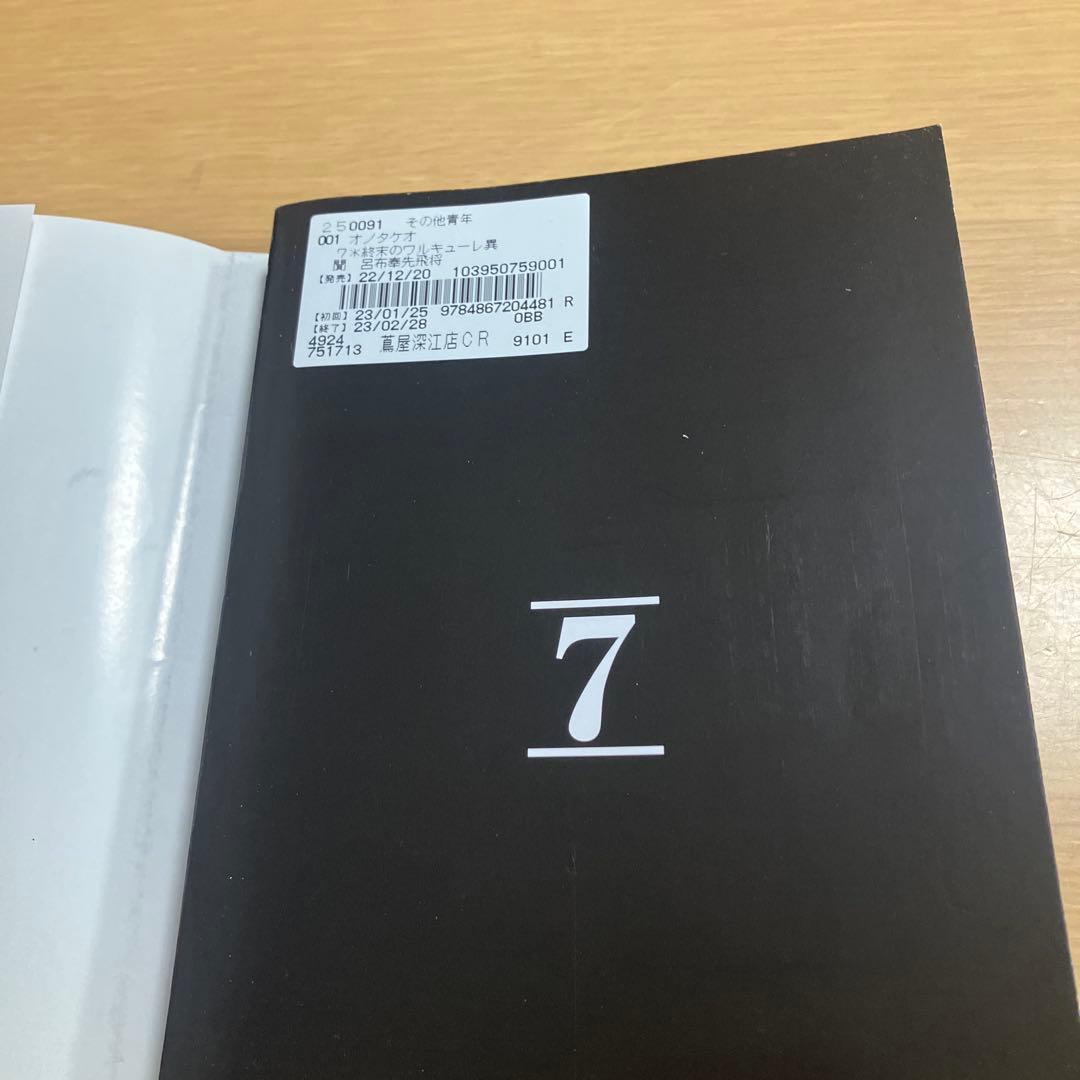 ２５0091 その他青年
001 オノタケオ
7＊終末のワルキューレ異
聞 呂布奉先飛将
【発売】22/12/20 103950759001
【初回】23/01/25 9784867204481 R
【終了】23/02/28 0BB
4924
751713 蔦屋深江店ＣＲ 9101 E
7